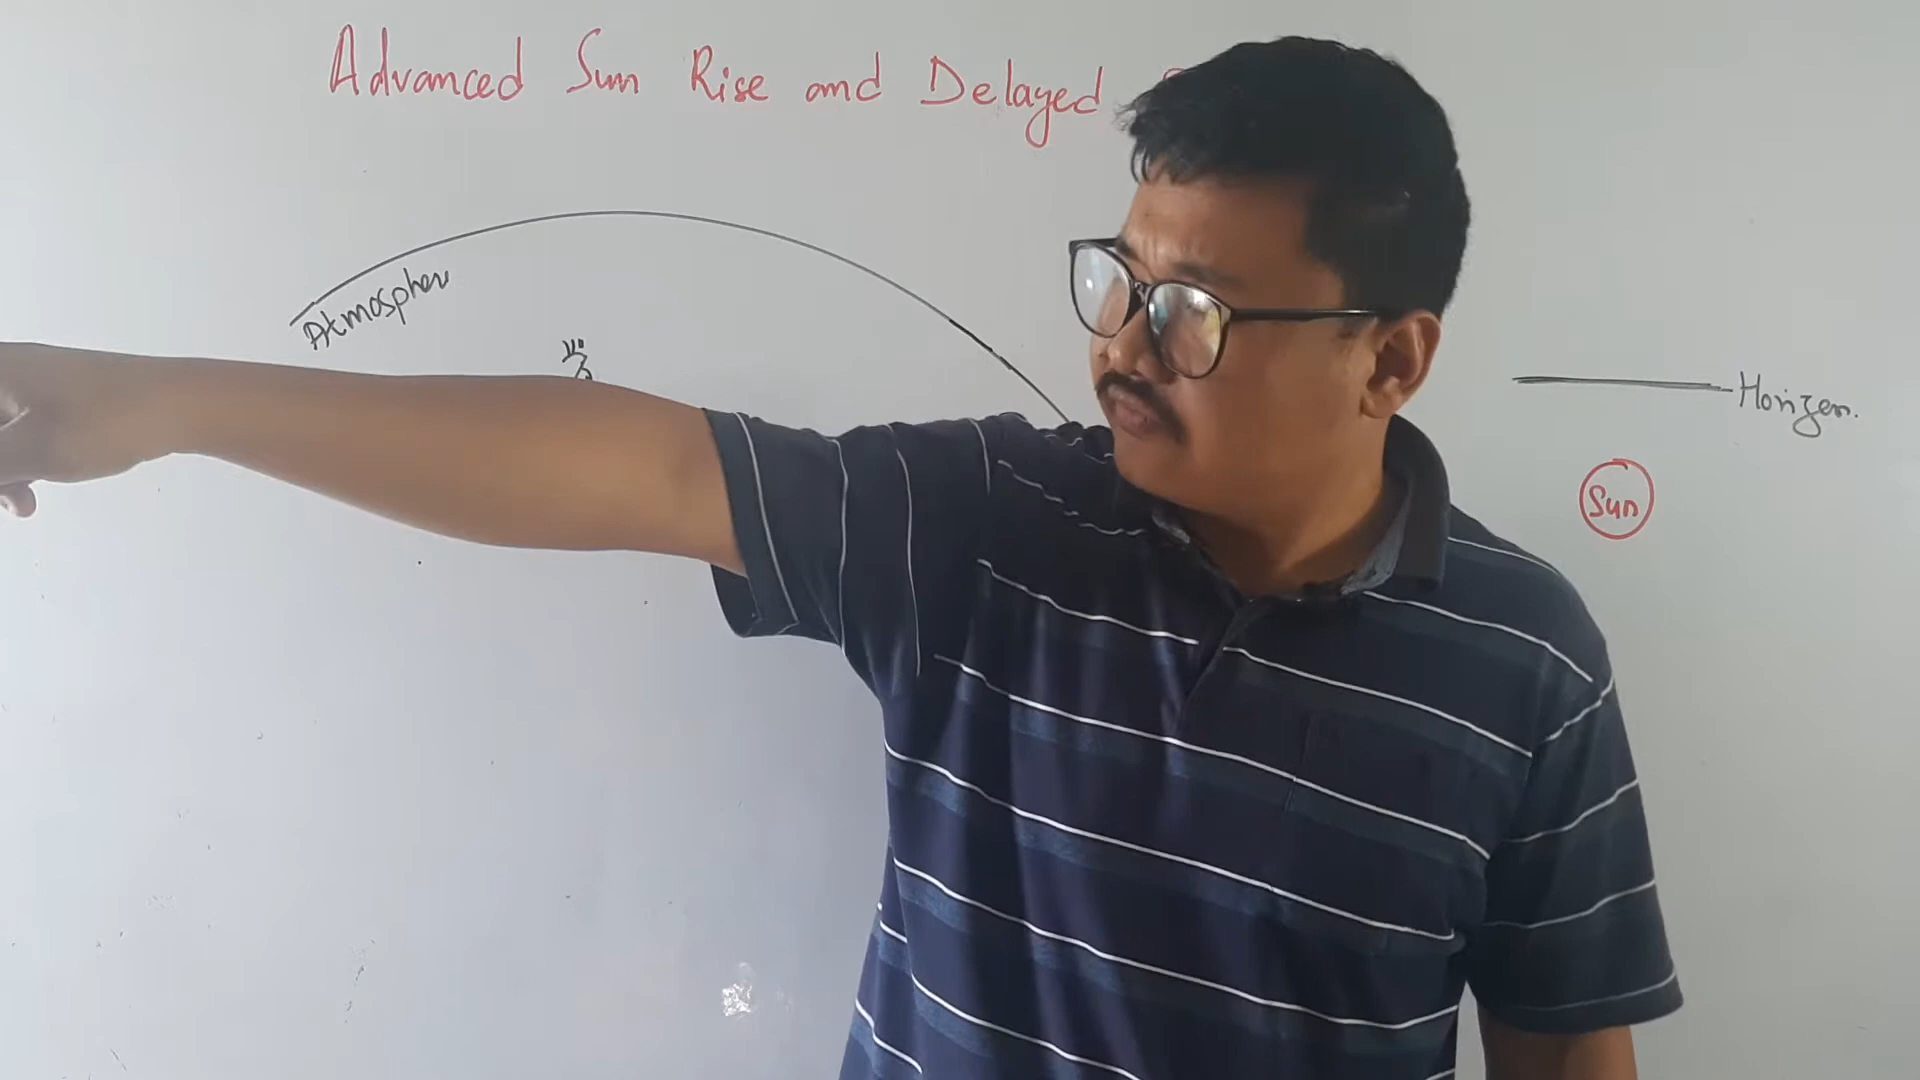 Advanced Sun Rise and Delayed
Atmospher
Horizon.
Sun